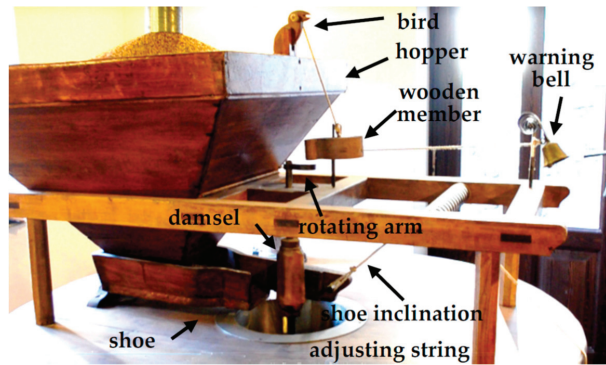 bird
hopper
warning
bell
wooden
member
damsel
rotating arm
shoe inclination
adjusting string
shoe